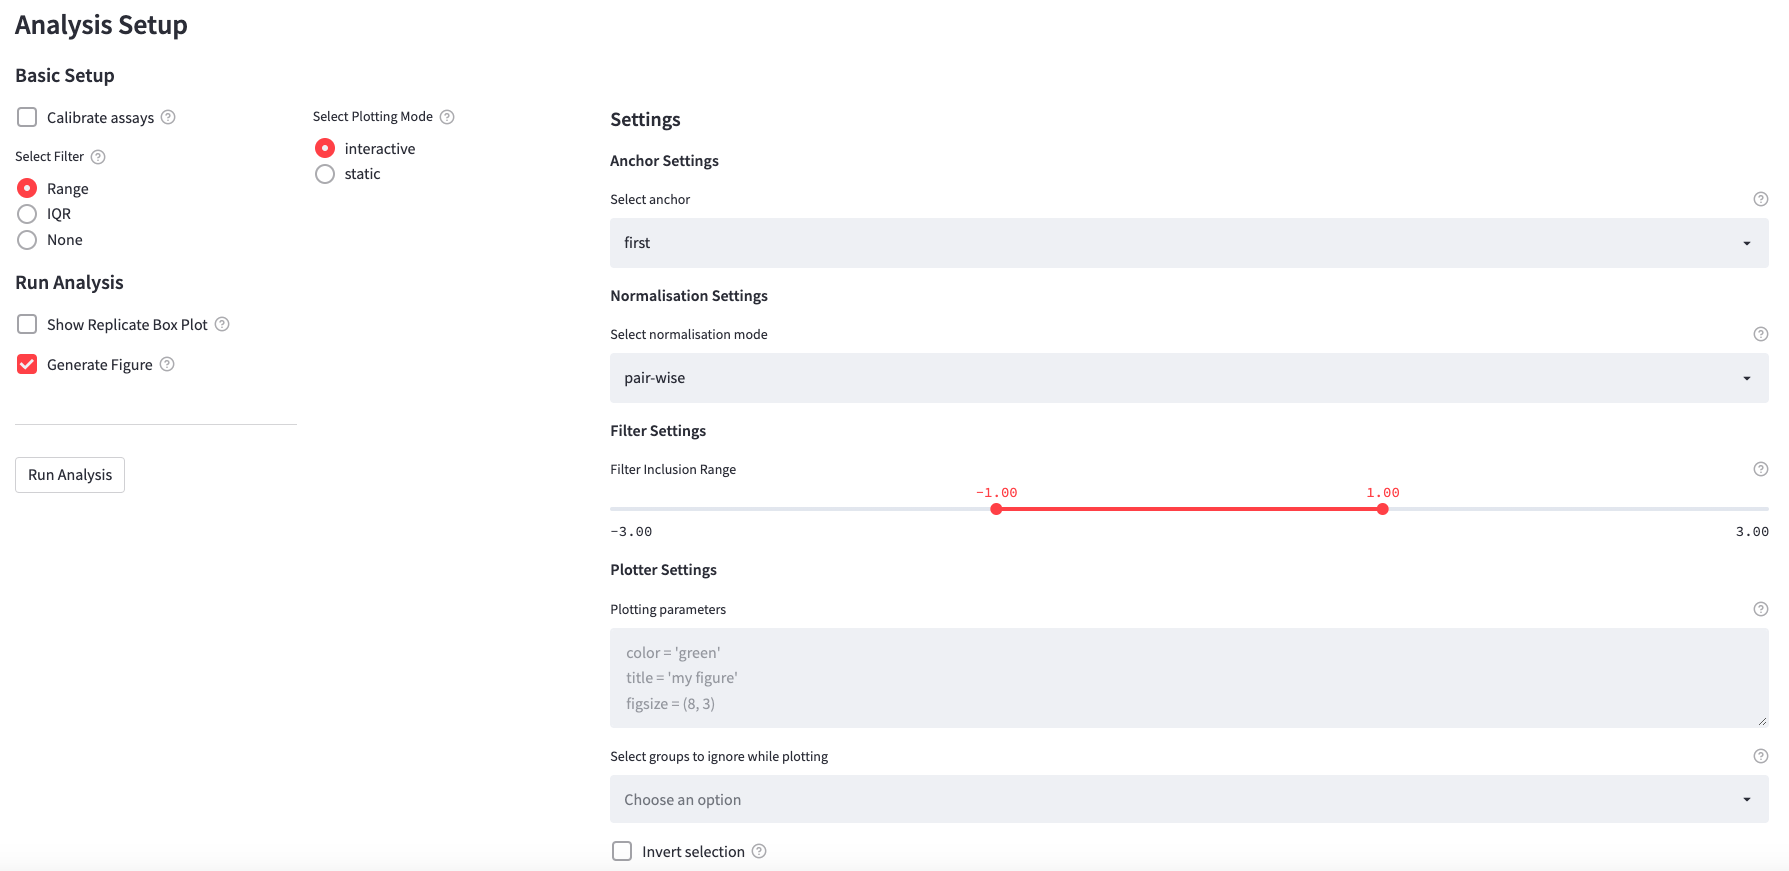 Analysis Setup
Basic Setup
Calibrate assays
Select Filter
Range
IQR
None
Run Analysis
Show Replicate Box Plot
Generate Figure
Run Analysis
Select Plotting Mode
interactive
static
Settings
Anchor Settings
Select anchor
first
Normalisation Settings
Select normalisation mode
pair-wise
Filter Settings
Filter Inclusion Range
-1.00 1.00
-3.00 3.00
Plotter Settings
Plotting parameters
color = 'green'
title = 'my figure'
figsize = (8, 3)
Select groups to ignore while plotting
Choose an option
Invert selection